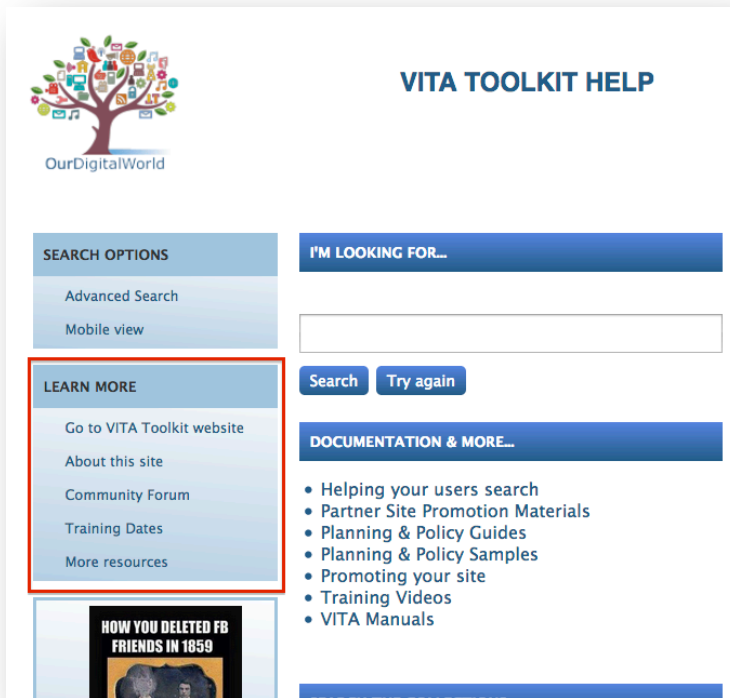 VITA TOOLKIT HELP
OurDigitalWorld
SEARCH OPTIONS
Advanced Search
Mobile view
LEARN MORE
Go to VITA Toolkit website
About this site
Community Forum
Training Dates
More resources
HOW YOU DELETED FB
FRIENDS IN 1859
I'M LOOKING FOR...
Search Try again
DOCUMENTATION & MORE...
• Helping your users search
• Partner Site Promotion Materials
• Planning & Policy Guides
• Planning & Policy Samples
• Promoting your site
• Training Videos
• VITA Manuals